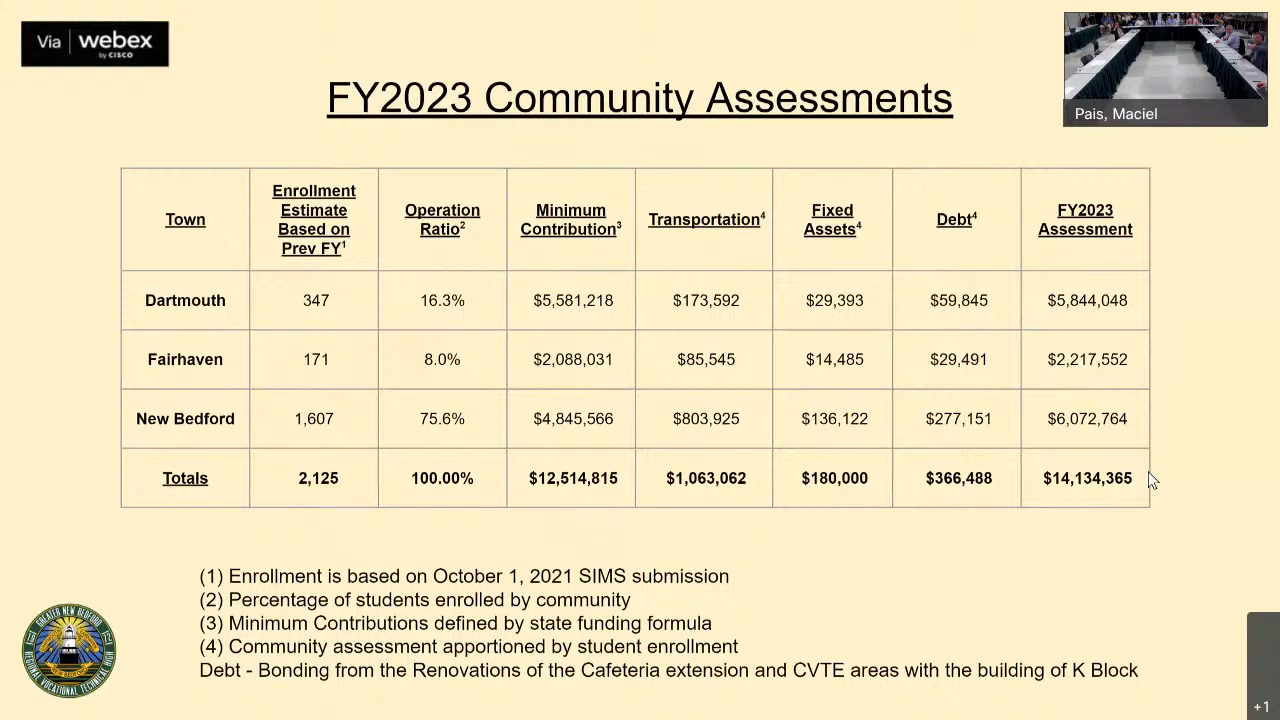 Via webex
by CISCO
Pais, Maciel
FY2023 Community Assessments
Town Enrollment Estimate Based on Prev FY1 Operation Ratio2 Minimum Contribution3 Transportation4 Fixed Assets4 Debt4 FY2023 Assessment
Dartmouth 347 16.3% $5,581,218 $173,592 $29,393 $59,845 $5,844,048
Fairhaven 171 8.0% $2,088,031 $85,545 $14,485 $29,491 $2,217,552
New Bedford 1,607 75.6% $4,845,566 $803,925 $136,122 $277,151 $6,072,764
Totals 2,125 100.00% $12,514,815 $1,063,062 $180,000 $366,488 $14,134,365
(1) Enrollment is based on October 1, 2021 SIMS submission
(2) Percentage of students enrolled by community
(3) Minimum Contributions defined by state funding formula
(4) Community assessment apportioned by student enrollment
Debt - Bonding from the Renovations of the Cafeteria extension and CVTE areas with the building of K Block
GREATER NEW BEDFORD
REGIONAL VOCATIONAL TECHNICAL HIGH
+1